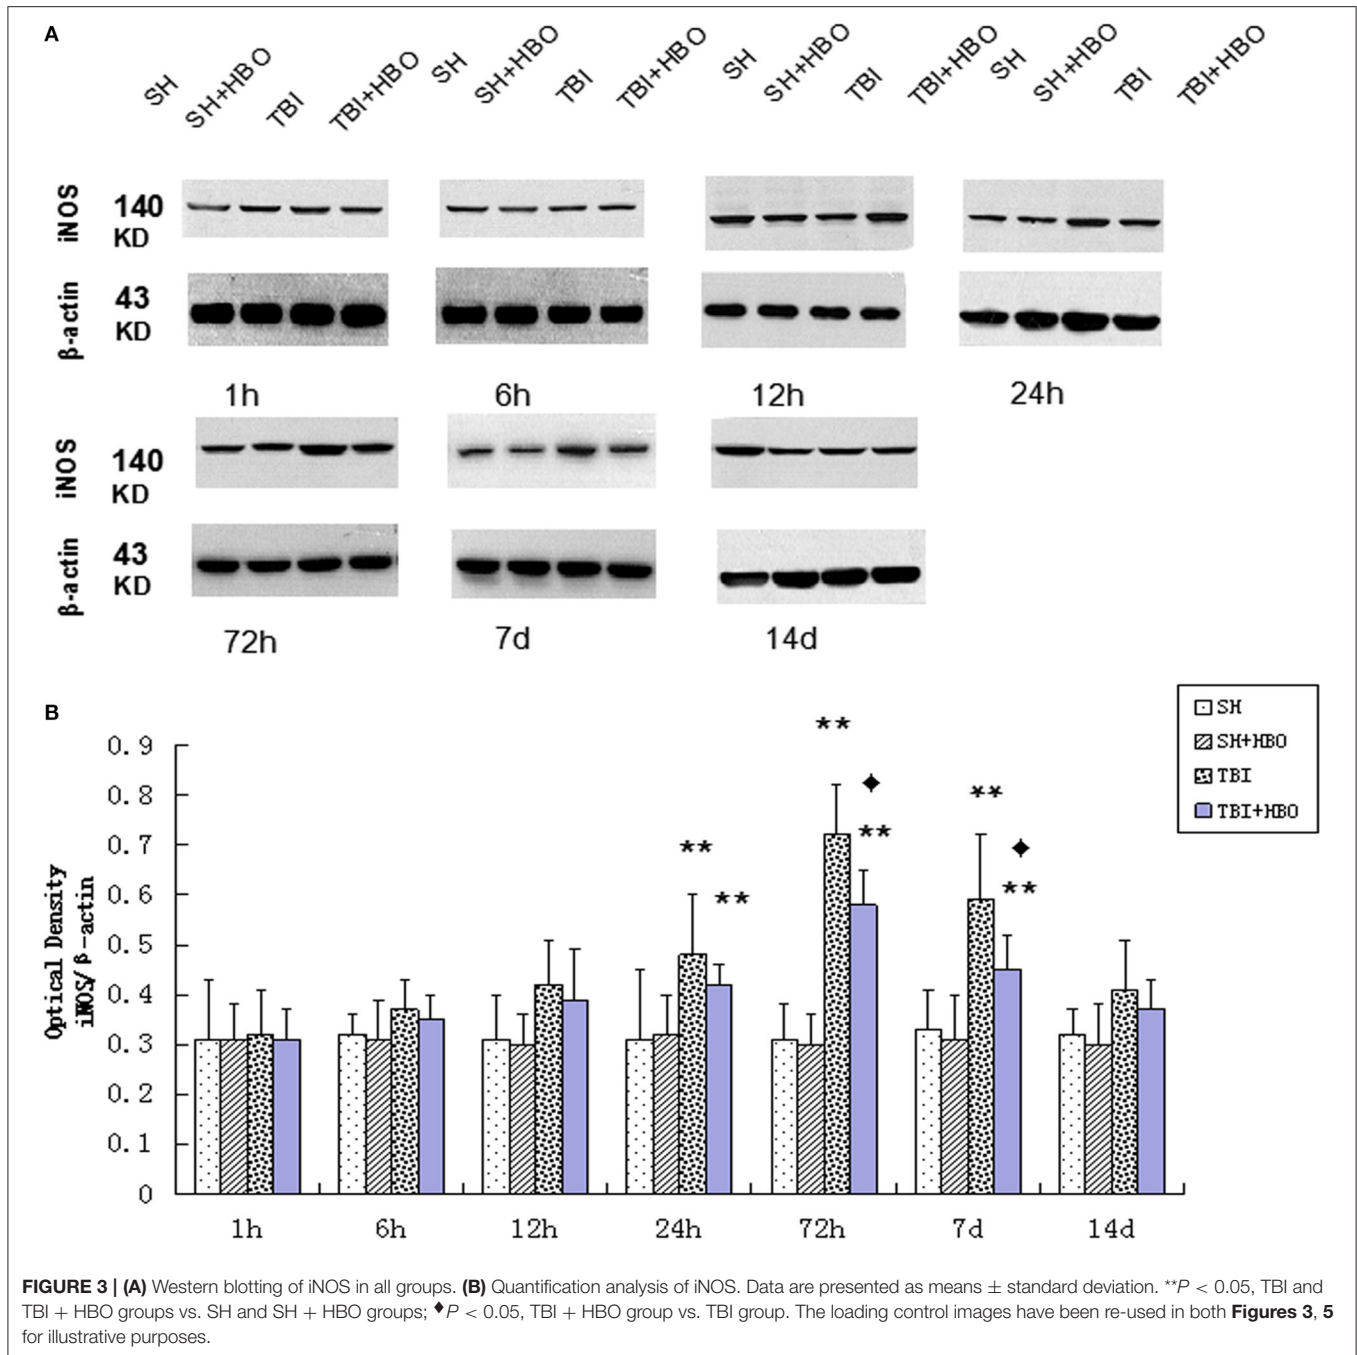 A
SH SH+HBO TBI TBI+HBO SH SH+HBO TBI TBI+HBO SH SH+HBO TBI TBI+HBO SH SH+HBO TBI TBI+HBO
iNOS 140 KD
β-actin 43 KD
1h 6h 12h 24h
iNOS 140 KD
β-actin 43 KD
72h 7d 14d
B
SH
SH+HBO
TBI
TBI+HBO
Optical Density
iNOS/β-actin
0.9
0.8
0.7
0.6
0.5
0.4
0.3
0.2
0.1
0
** ** ** ♦ ** ** ♦ **
1h 6h 12h 24h 72h 7d 14d
FIGURE 3 | (A) Western blotting of iNOS in all groups. (B) Quantification analysis of iNOS. Data are presented as means ± standard deviation. **P < 0.05, TBI and
TBI + HBO groups vs. SH and SH + HBO groups; ♦P < 0.05, TBI + HBO group vs. TBI group. The loading control images have been re-used in both Figures 3, 5
for illustrative purposes.